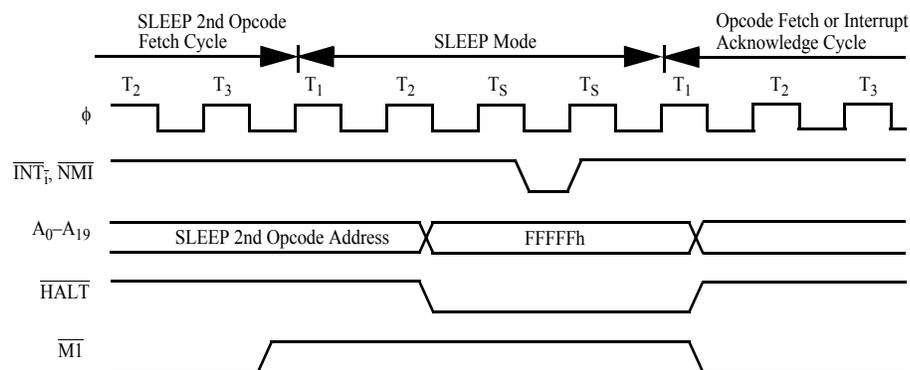 SLEEP 2nd Opcode
Fetch Cycle
SLEEP Mode
Opcode Fetch or Interrupt
Acknowledge Cycle
T2 T3 T1 T2 TS TS T1 T2 T3
ϕ
INTi, NMI
A0–A19
SLEEP 2nd Opcode Address
FFFFFh
HALT
M1